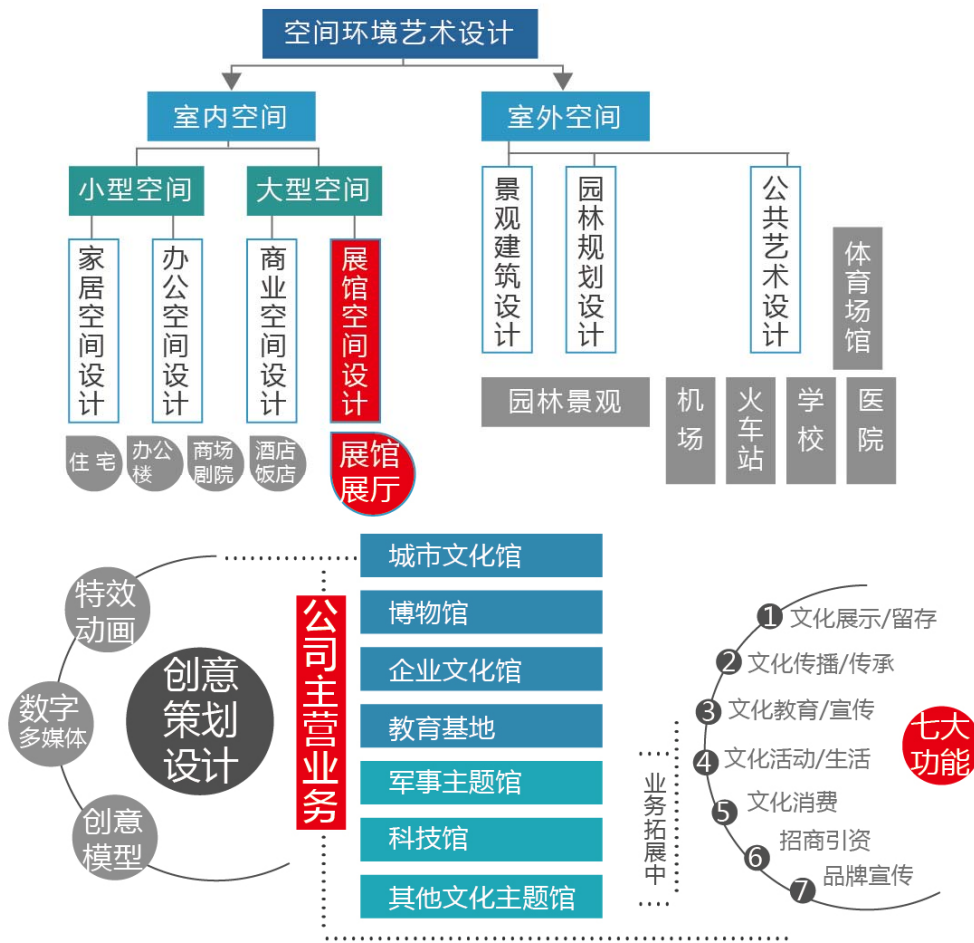 空间环境艺术设计
室内空间
室外空间
小型空间
大型空间
家居空间设计
办公空间设计
商业空间设计
展馆空间设计
景观建筑设计
园林规划设计
公共艺术设计
体育场馆
住 宅
办公
楼
商场
剧院
酒店
饭店
展馆
展厅
园林景观
机场
火车站
学校
医院
特效
动画
数字
多媒体
创意
模型
创意
策划
设计
公司主营业务
城市文化馆
博物馆
企业文化馆
教育基地
军事主题馆
科技馆
其他文化主题馆
业务拓展中
1 文化展示/留存
2 文化传播/传承
3 文化教育/宣传
4 文化活动/生活
5 文化消费
6 招商引资
7 品牌宣传
七大
功能